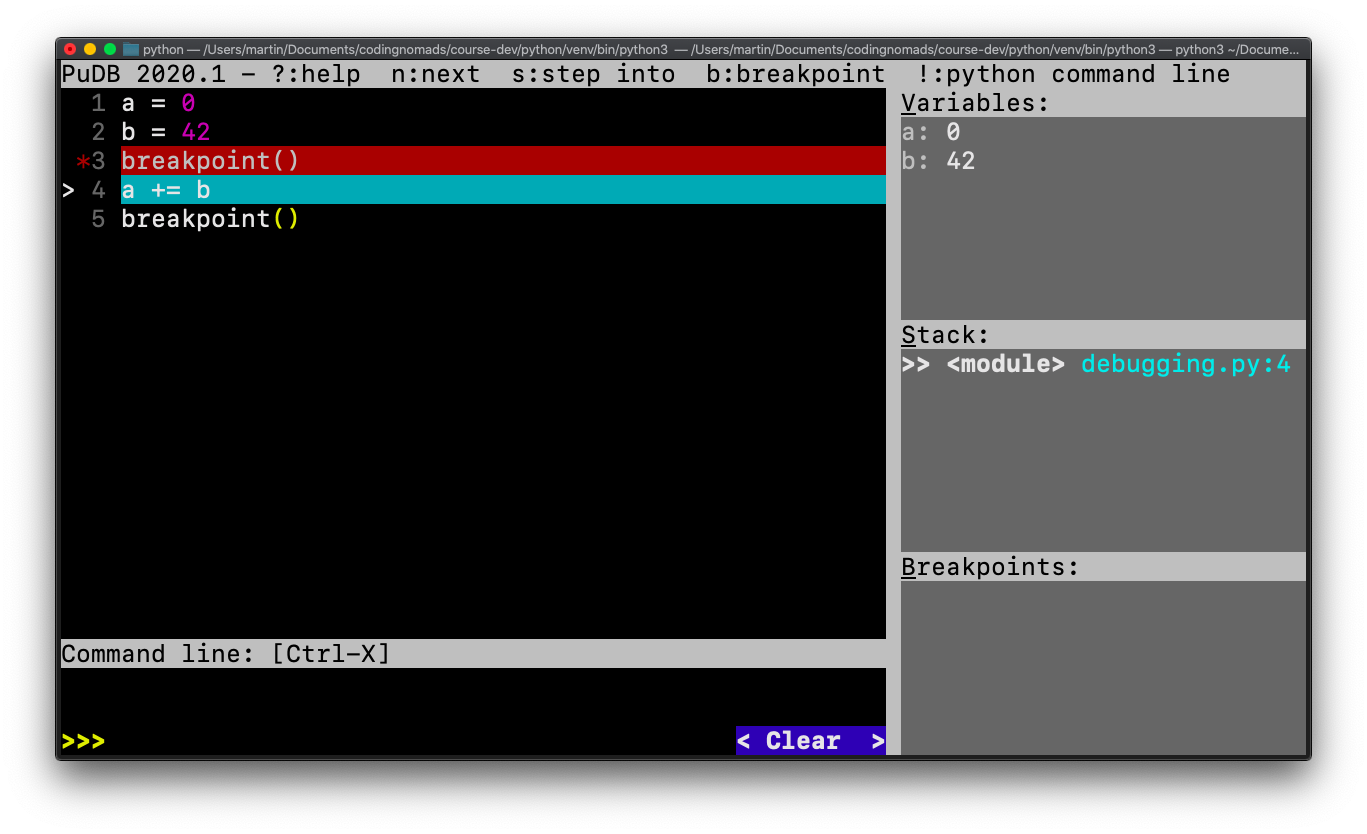 python — /Users/martin/Documents/codingnomads/course-dev/python/venv/bin/python3 — /Users/martin/Documents/codingnomads/course-dev/python/venv/bin/python3 — python3 ~/Docume...
PuDB 2020.1 - ?:help n:next s:step into b:breakpoint !:python command line
1 a = 0
2 b = 42
*3 breakpoint()
> 4 a += b
5 breakpoint()
Command line: [Ctrl-X]
>>> < Clear >
Variables:
a: 0
b: 42
Stack:
>> <module> debugging.py:4
Breakpoints: